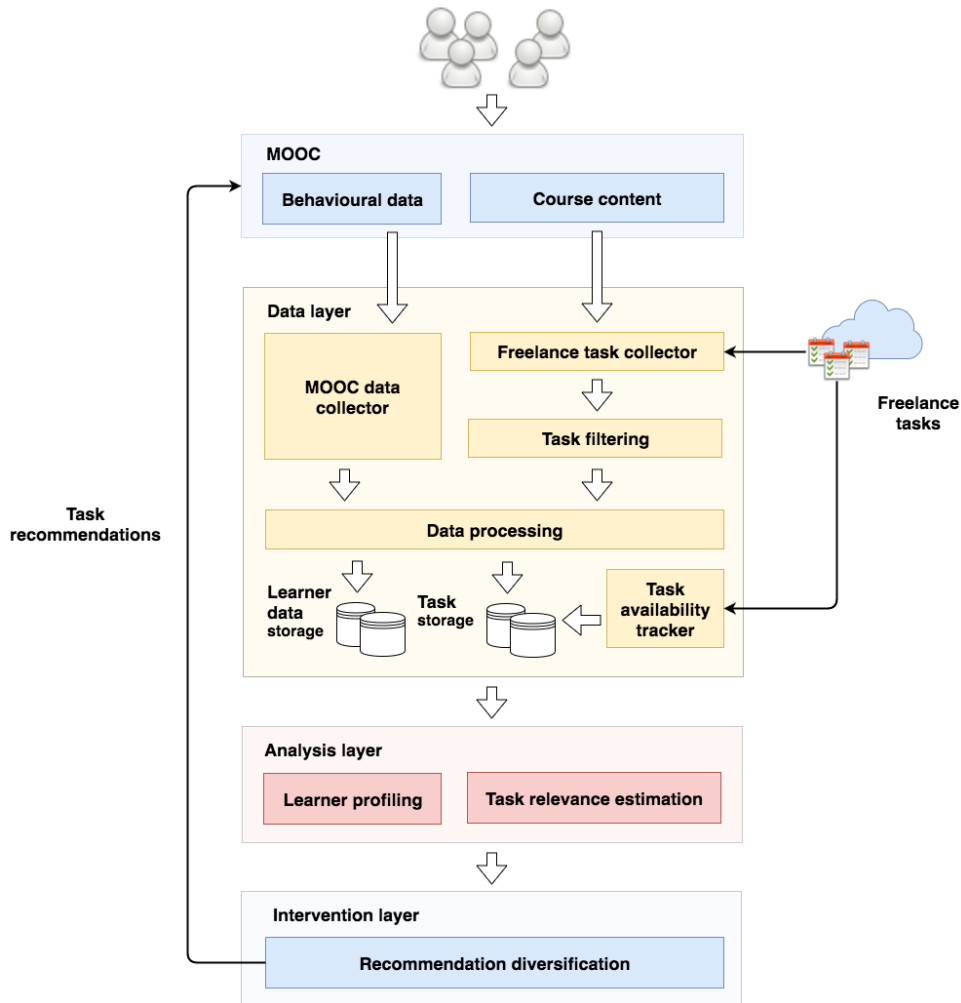 MOOC
Behavioural data
Course content
Data layer
MOOC data
collector
Freelance task collector
Freelance
tasks
Task filtering
Task
recommendations
Data processing
Learner
data
storage
Task
storage
Task
availability
tracker
Analysis layer
Learner profiling
Task relevance estimation
Intervention layer
Recommendation diversification